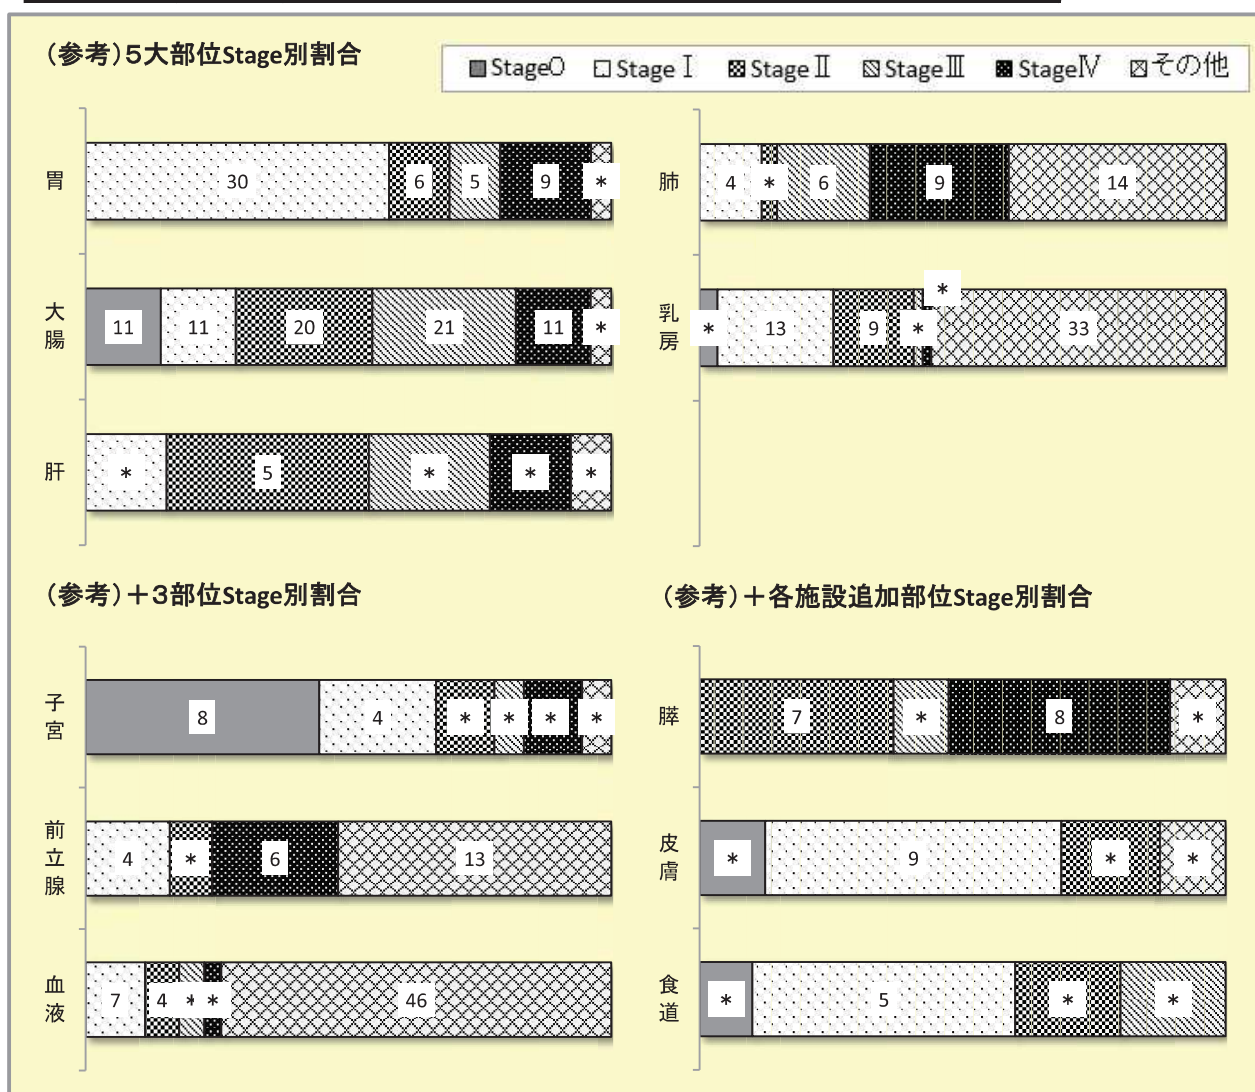 （参考）５大部位Stage別割合
Stage0 StageⅠ StageⅡ StageⅢ StageⅣ その他
胃 30 6 5 9 *
大腸 11 11 20 21 11 *
肝 * 5 * * *
肺 4 * 6 9 14
乳房 * 13 9 * * 33
（参考）＋３部位Stage別割合
子宮 8 4 * * * *
前立腺 4 * 6 13
血液 7 4 * * 46
（参考）＋各施設追加部位Stage別割合
膵 7 * 8 *
皮膚 * 9 * *
食道 * 5 * *